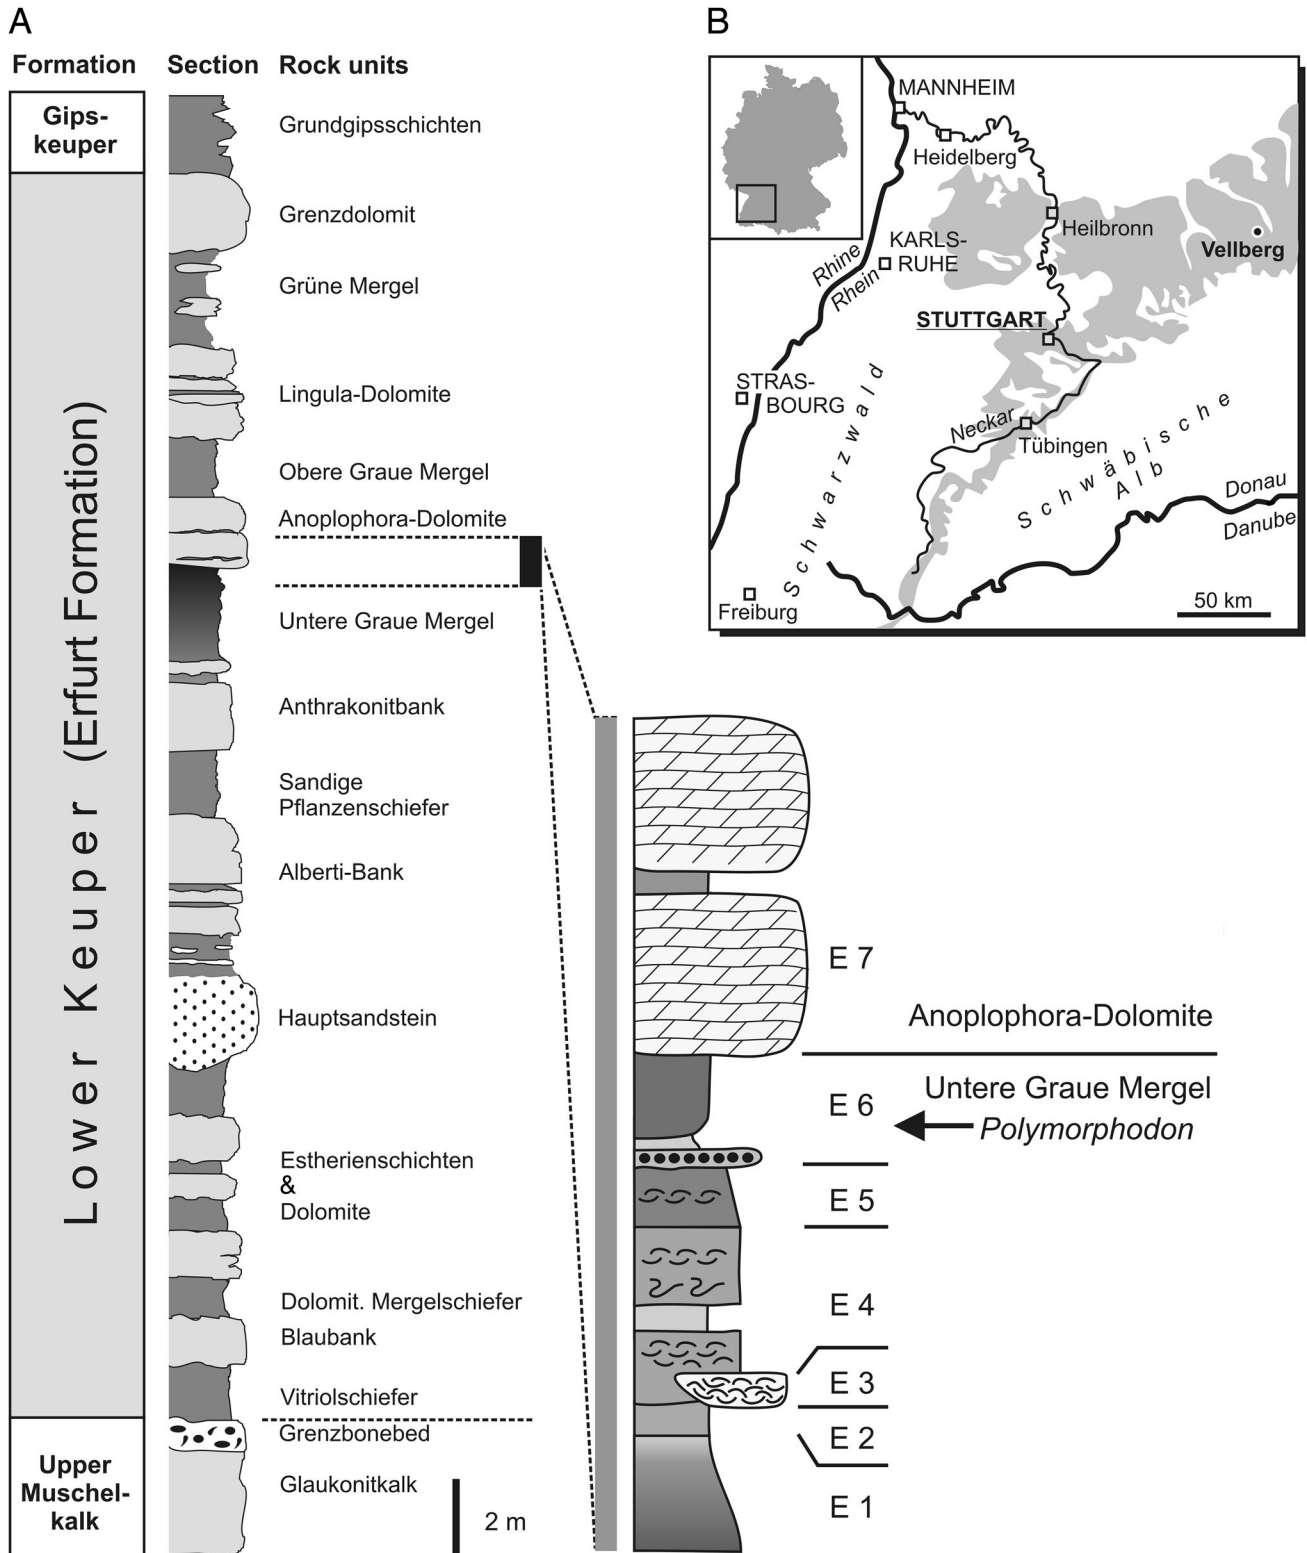 A
Formation
Section
Rock units
Gips-
keuper
Lower Keuper (Erfurt Formation)
Upper
Muschel-
kalk
Grundgipsschichten
Grenzdolomit
Grüne Mergel
Lingula-Dolomite
Obere Graue Mergel
Anoplophora-Dolomite
Untere Graue Mergel
Anthrakonitbank
Sandige
Pflanzenschiefer
Alberti-Bank
Hauptsandstein
Estherienschichten
&
Dolomite
Dolomit. Mergelschiefer
Blaubank
Vitriolschiefer
Grenzbonebed
Glaukonitkalk
2 m
E 7
Anoplophora-Dolomite
Untere Graue Mergel
E 6
Polymorphodon
E 5
E 4
E 3
E 2
E 1
B
MANNHEIM
Heidelberg
Heilbronn
Vellberg
KARLS-
RUHE
Rhine
Rhein
STUTTGART
STRAS-
BOURG
Schwarzwald
Neckar
Tübingen
Schwäbische
Alb
Donau
Danube
Freiburg
50 km